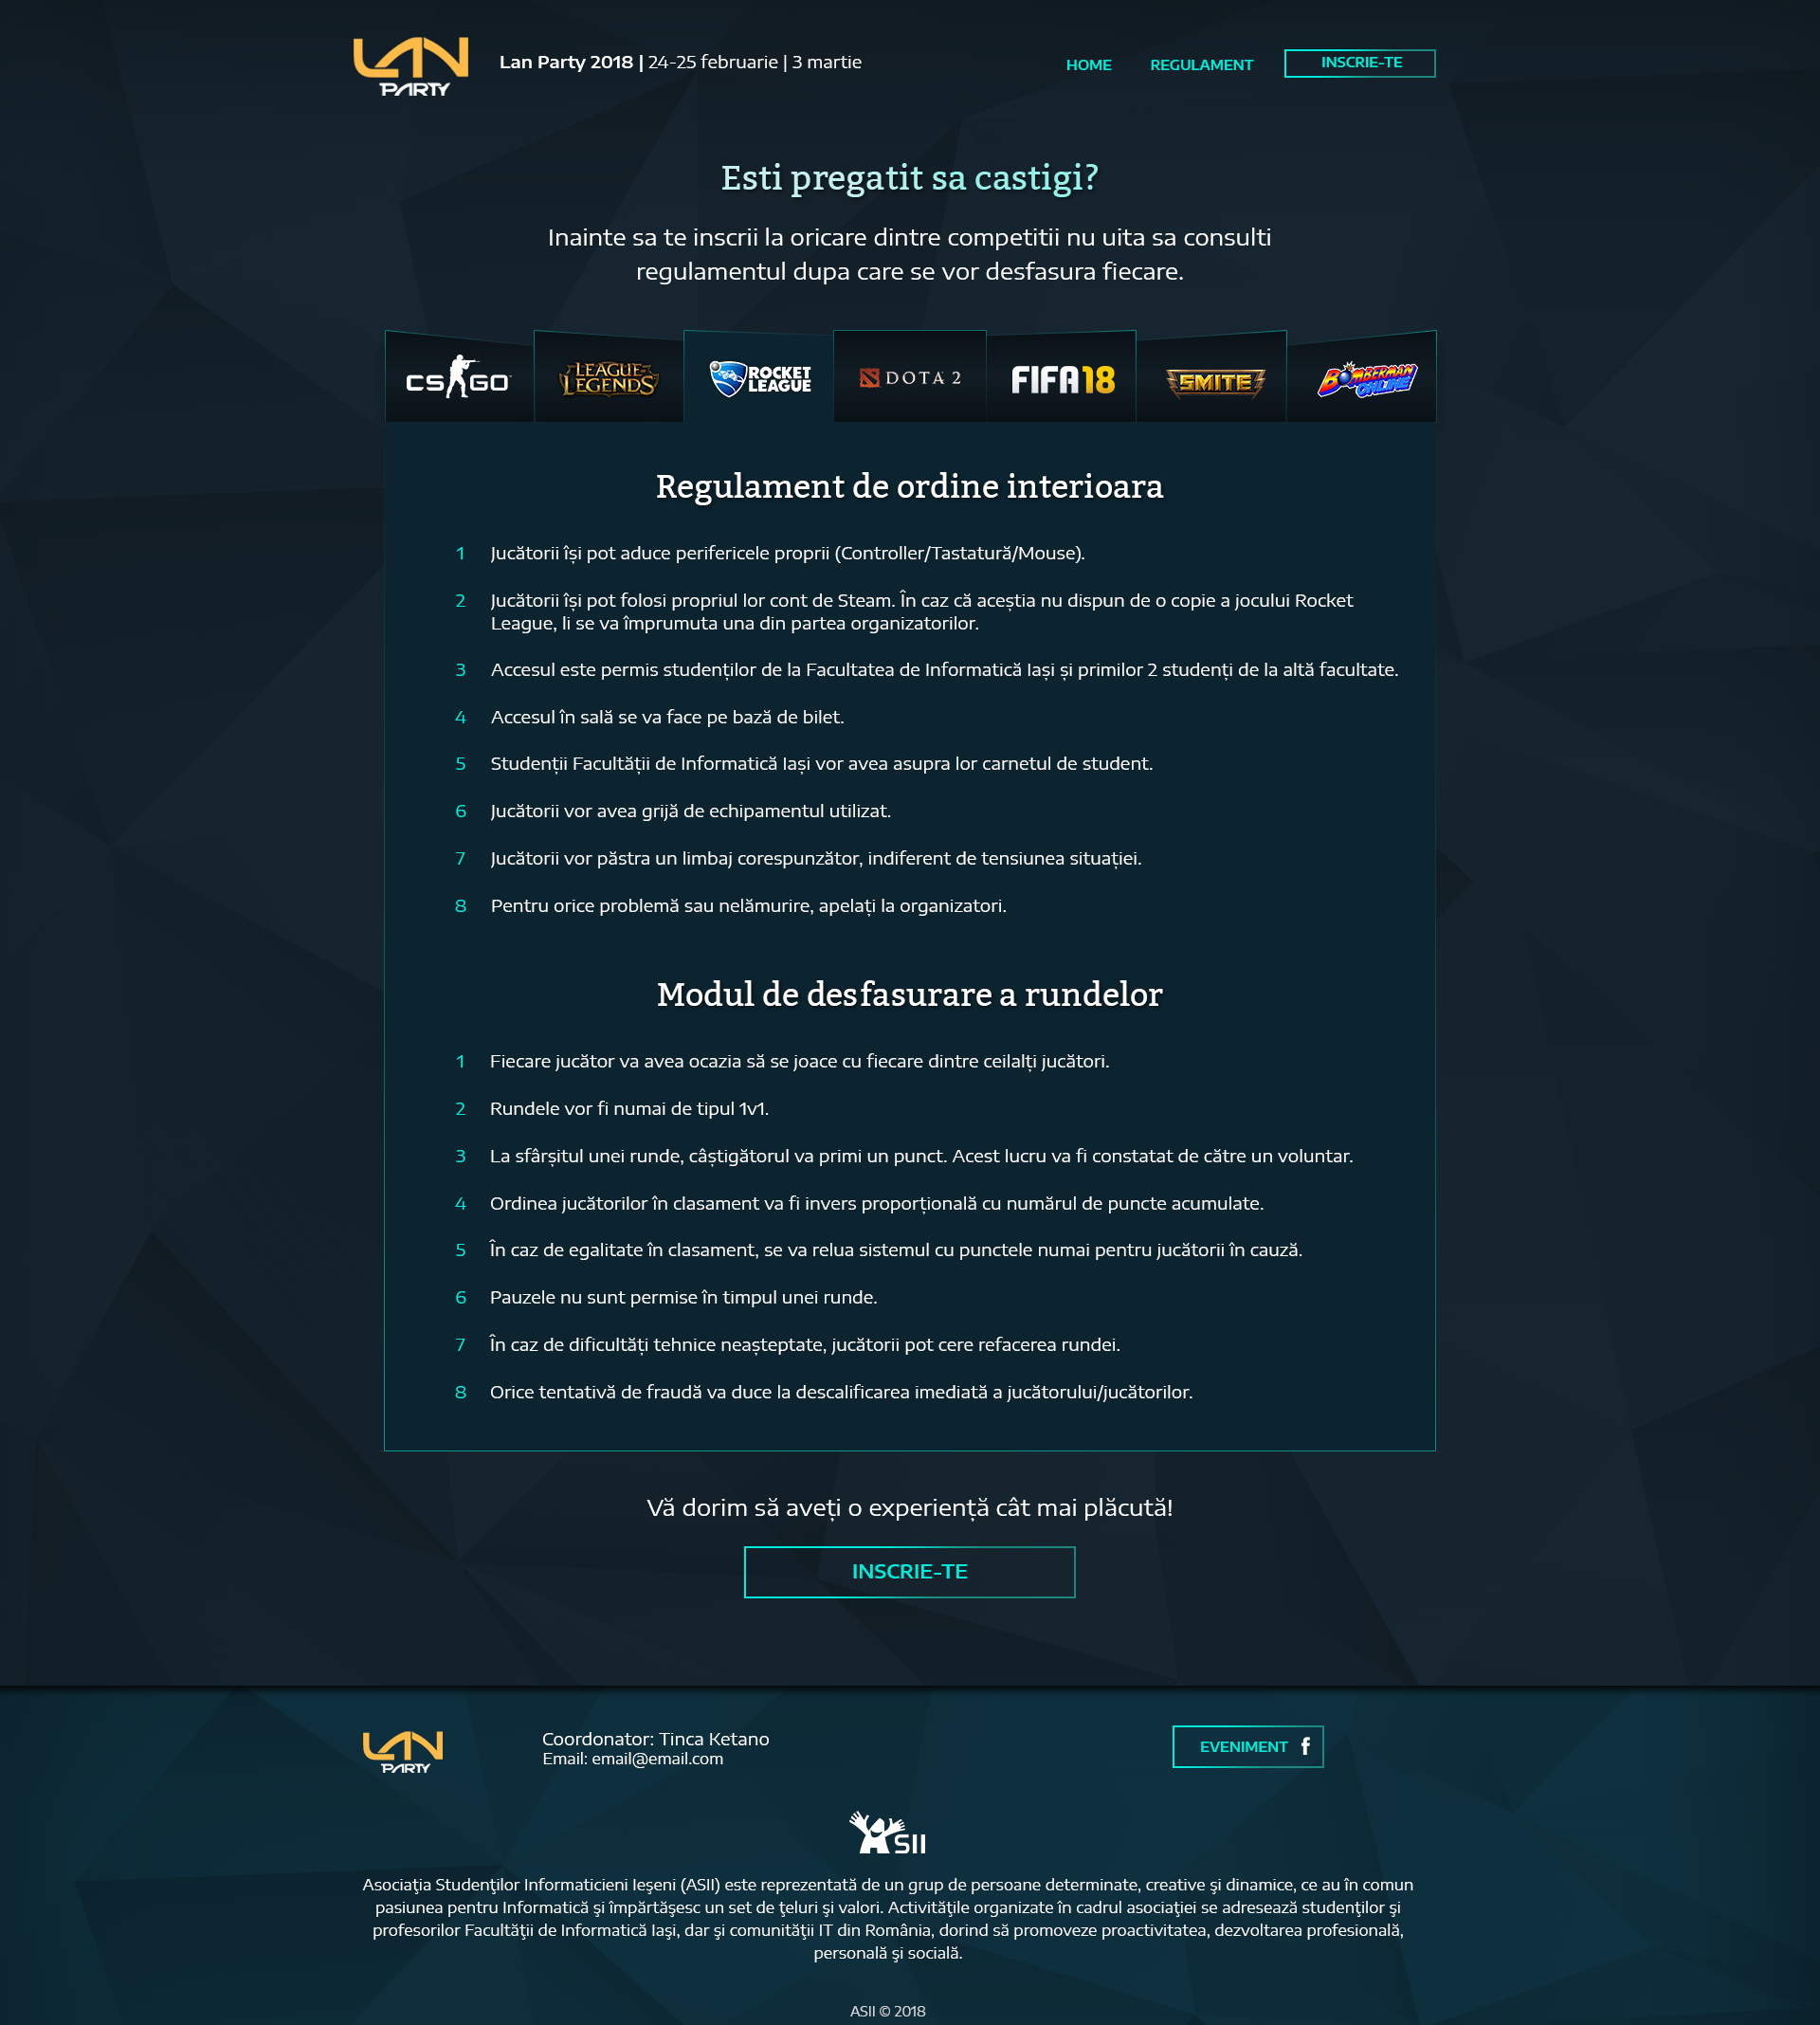 LAN
PARTY
Lan Party 2018 | 24-25 februarie | 3 martie
HOME
REGULAMENT
INSCRIE-TE
Esti pregatit sa castigi?
Inainte sa te inscrii la oricare dintre competitii nu uita sa consulti
regulamentul dupa care se vor desfasura fiecare.
CS GO
LEAGUE
of
LEGENDS
ROCKET
LEAGUE
DOTA 2
FIFA 18
SMITE
BOMBERMAN
ONLINE
Regulament de ordine interioara
1 Jucătorii își pot aduce perifericele proprii (Controller/Tastatură/Mouse).
2 Jucătorii își pot folosi propriul lor cont de Steam. În caz că aceștia nu dispun de o copie a jocului Rocket
League, li se va împrumuta una din partea organizatorilor.
3 Accesul este permis studenților de la Facultatea de Informatică Iași și primilor 2 studenți de la altă facultate.
4 Accesul în sală se va face pe bază de bilet.
5 Studenții Facultății de Informatică Iași vor avea asupra lor carnetul de student.
6 Jucătorii vor avea grijă de echipamentul utilizat.
7 Jucătorii vor păstra un limbaj corespunzător, indiferent de tensiunea situației.
8 Pentru orice problemă sau nelămurire, apelați la organizatori.
Modul de desfasurare a rundelor
1 Fiecare jucător va avea ocazia să se joace cu fiecare dintre ceilalți jucători.
2 Rundele vor fi numai de tipul 1v1.
3 La sfârșitul unei runde, câștigătorul va primi un punct. Acest lucru va fi constatat de către un voluntar.
4 Ordinea jucătorilor în clasament va fi invers proporțională cu numărul de puncte acumulate.
5 În caz de egalitate în clasament, se va relua sistemul cu punctele numai pentru jucătorii în cauză.
6 Pauzele nu sunt permise în timpul unei runde.
7 În caz de dificultăți tehnice neașteptate, jucătorii pot cere refacerea rundei.
8 Orice tentativă de fraudă va duce la descalificarea imediată a jucătorului/jucătorilor.
Vă dorim să aveți o experiență cât mai plăcută!
INSCRIE-TE
LAN
PARTY
Coordonator: Tinca Ketano
Email: email@email.com
EVENIMENT f
ASII
Asociaţia Studenţilor Informaticieni Ieşeni (ASII) este reprezentată de un grup de persoane determinate, creative şi dinamice, ce au în comun
pasiunea pentru Informatică şi împărtăşesc un set de ţeluri şi valori. Activităţile organizate în cadrul asociaţiei se adresează studenţilor şi
profesorilor Facultăţii de Informatică Iaşi, dar şi comunităţii IT din România, dorind să promoveze proactivitatea, dezvoltarea profesională,
personală şi socială.
ASII © 2018